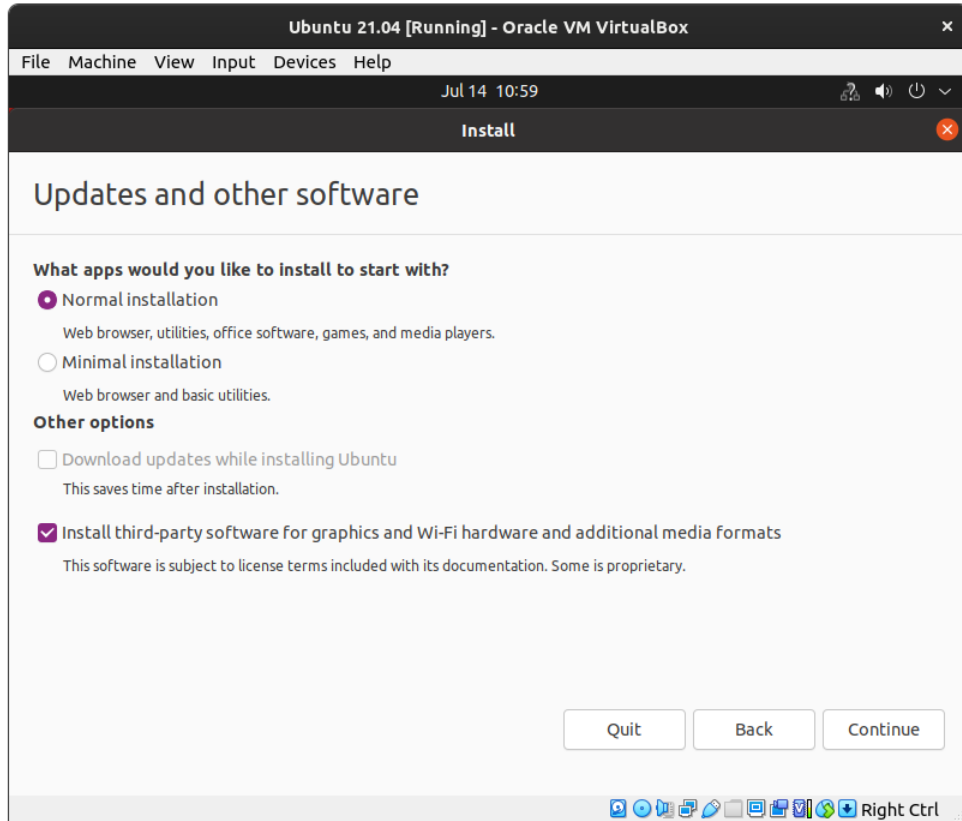 Ubuntu 21.04 [Running] - Oracle VM VirtualBox
File Machine View Input Devices Help
Jul 14 10:59
Install
Updates and other software
What apps would you like to install to start with?
Normal installation
Web browser, utilities, office software, games, and media players.
Minimal installation
Web browser and basic utilities.
Other options
Download updates while installing Ubuntu
This saves time after installation.
Install third-party software for graphics and Wi-Fi hardware and additional media formats
This software is subject to license terms included with its documentation. Some is proprietary.
Quit Back Continue
Right Ctrl